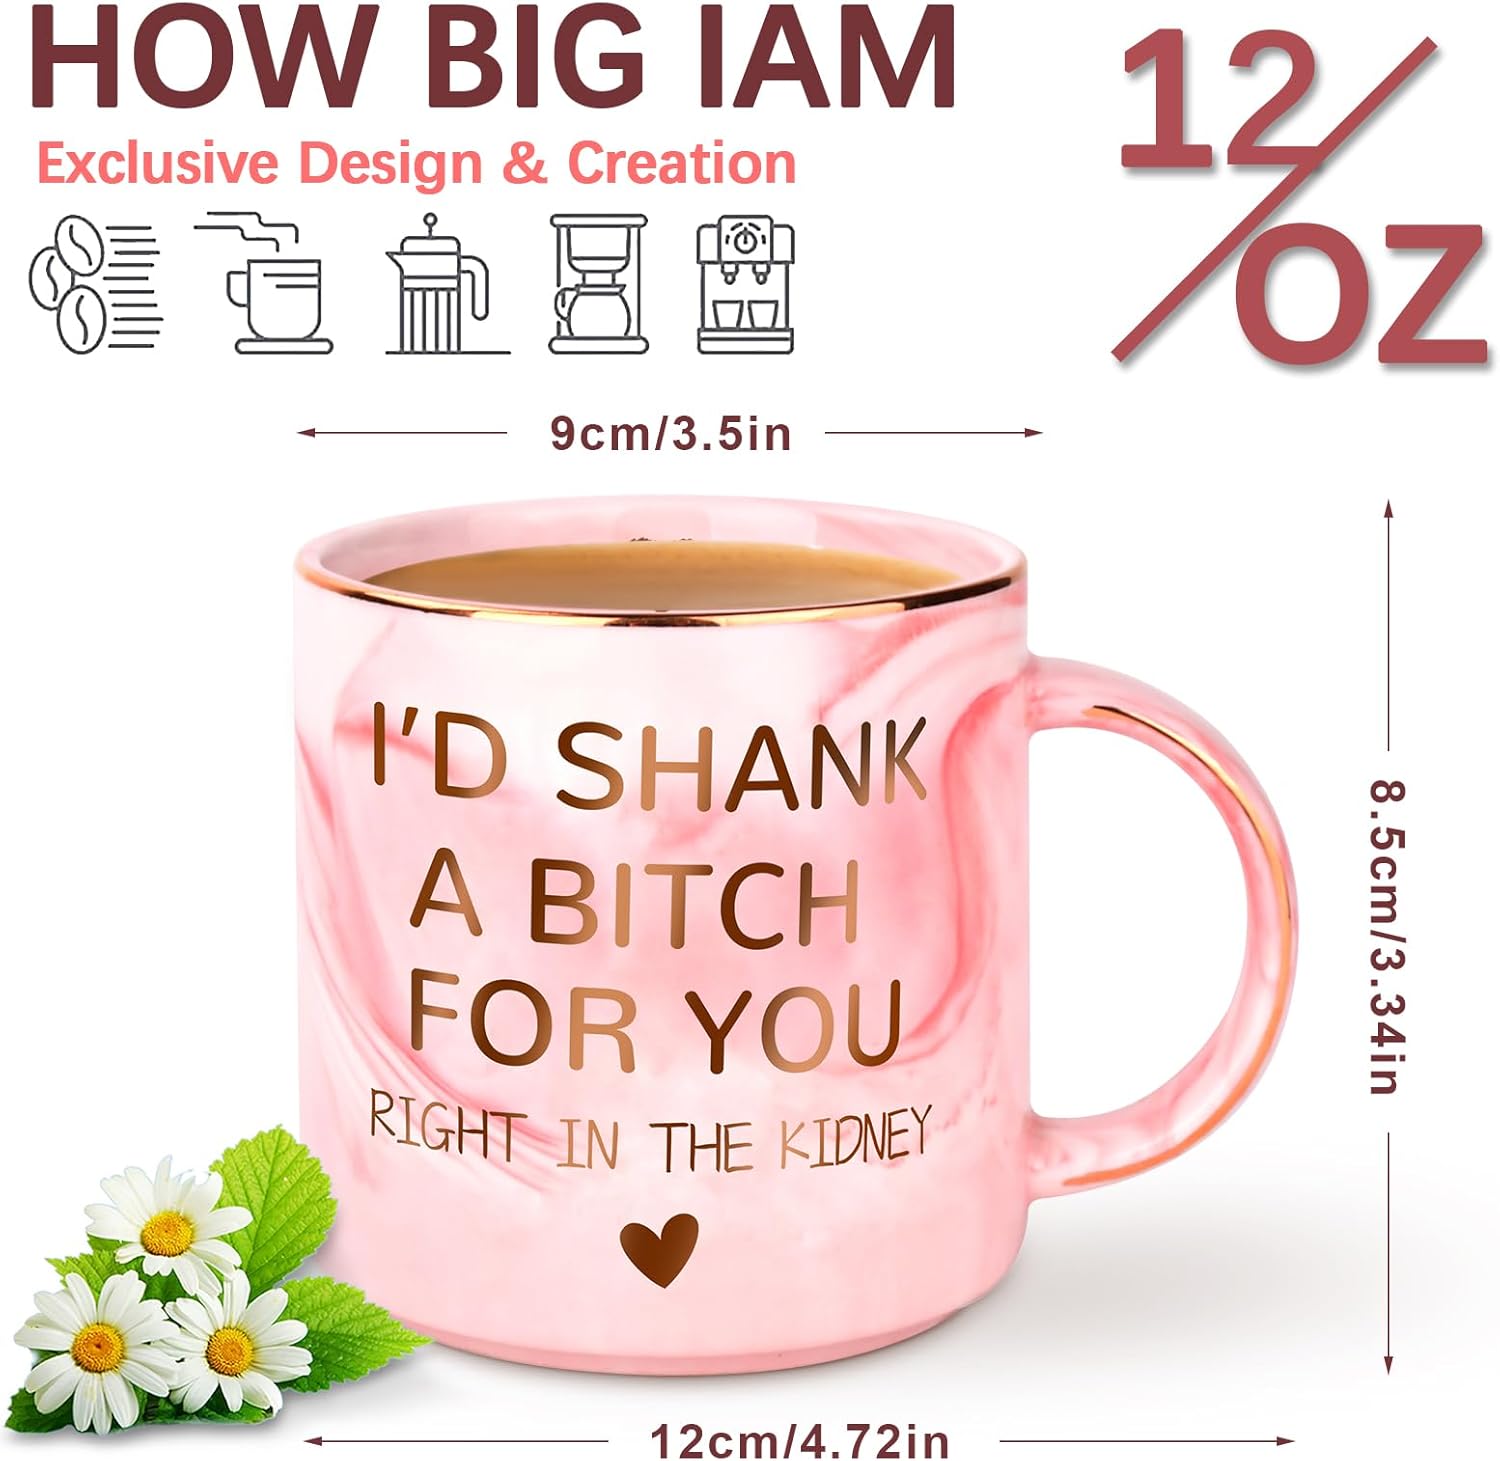 HOW BIG IAM
Exclusive Design & Creation
12/OZ
9cm/3.5in
I'D SHANK
A BITCH
FOR YOU
RIGHT IN THE KIDNEY
8.5cm/3.34in
12cm/4.72in